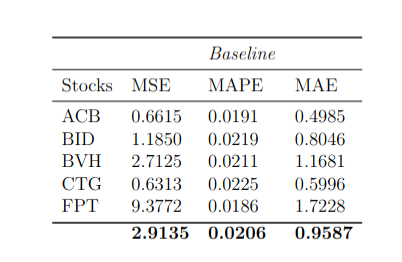 Baseline
Stocks MSE MAPE MAE
ACB 0.6615 0.0191 0.4985
BID 1.1850 0.0219 0.8046
BVH 2.7125 0.0211 1.1681
CTG 0.6313 0.0225 0.5996
FPT 9.3772 0.0186 1.7228
2.9135 0.0206 0.9587